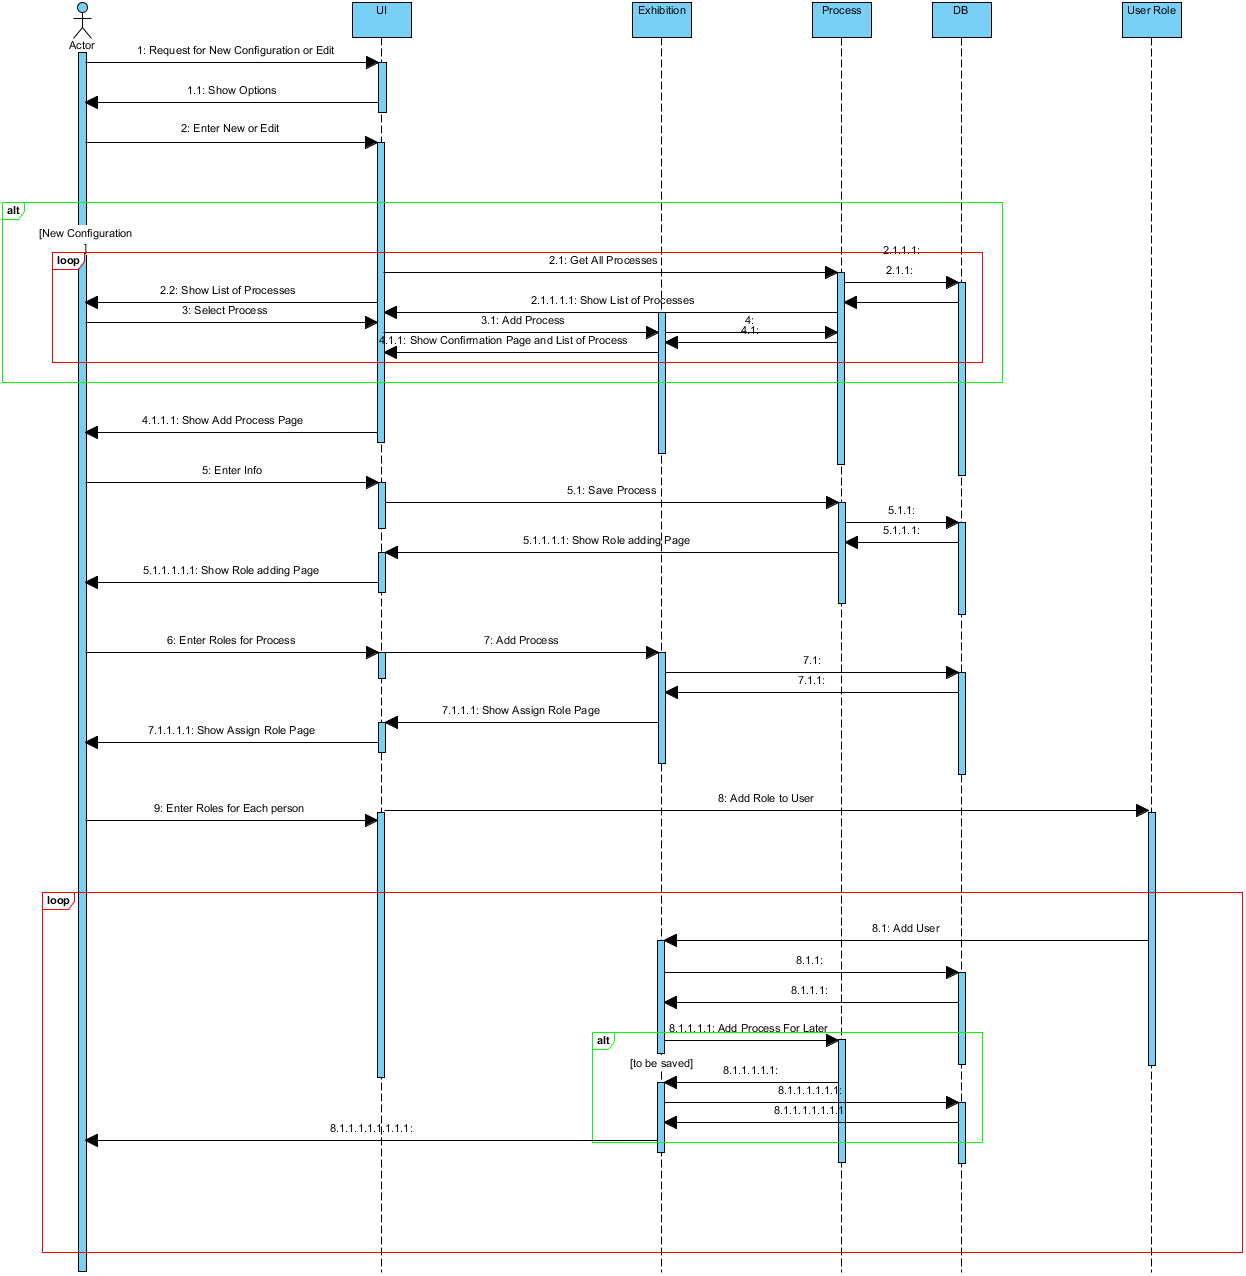 UI
Exhibition
Process
DB
User Role
Actor
1: Request for New Configuration or Edit
1.1: Show Options
2: Enter New or Edit
alt
[New Configuration
]
loop
2.1: Get All Processes
2.1.1.1:
2.1.1:
2.2: Show List of Processes
2.1.1.1.1: Show List of Processes
3: Select Process
3.1: Add Process
4:
4.1:
4.1.1: Show Confirmation Page and List of Process
4.1.1.1: Show Add Process Page
5: Enter Info
5.1: Save Process
5.1.1:
5.1.1.1:
5.1.1.1.1: Show Role adding Page
5.1.1.1.1.1: Show Role adding Page
6: Enter Roles for Process
7: Add Process
7.1:
7.1.1:
7.1.1.1: Show Assign Role Page
7.1.1.1.1: Show Assign Role Page
8: Add Role to User
9: Enter Roles for Each person
loop
8.1: Add User
8.1.1:
8.1.1.1:
8.1.1.1.1: Add Process For Later
alt
[to be saved]
8.1.1.1.1.1:
8.1.1.1.1.1.1:
8.1.1.1.1.1.1.1
8.1.1.1.1.1.1.1.1: